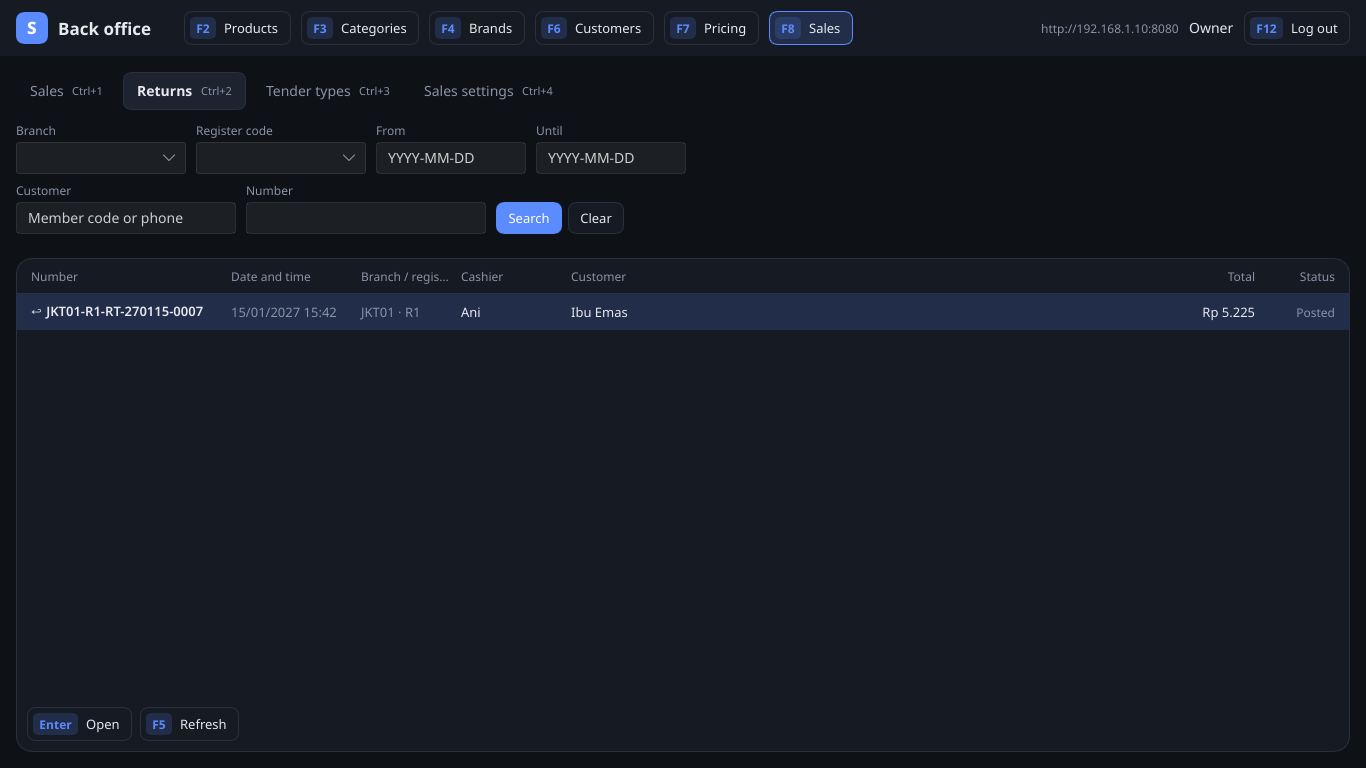 S Back office F2 Products F3 Categories F4 Brands F6 Customers F7 Pricing F8 Sales http://192.168.1.10:8080 Owner F12 Log out
Sales Ctrl+1 Returns Ctrl+2 Tender types Ctrl+3 Sales settings Ctrl+4
Branch Register code From Until
YYYY-MM-DD YYYY-MM-DD
Customer Number
Member code or phone Search Clear
Number Date and time Branch / regis... Cashier Customer Total Status
↩ JKT01-R1-RT-270115-0007 15/01/2027 15:42 JKT01 · R1 Ani Ibu Emas Rp 5.225 Posted
Enter Open F5 Refresh